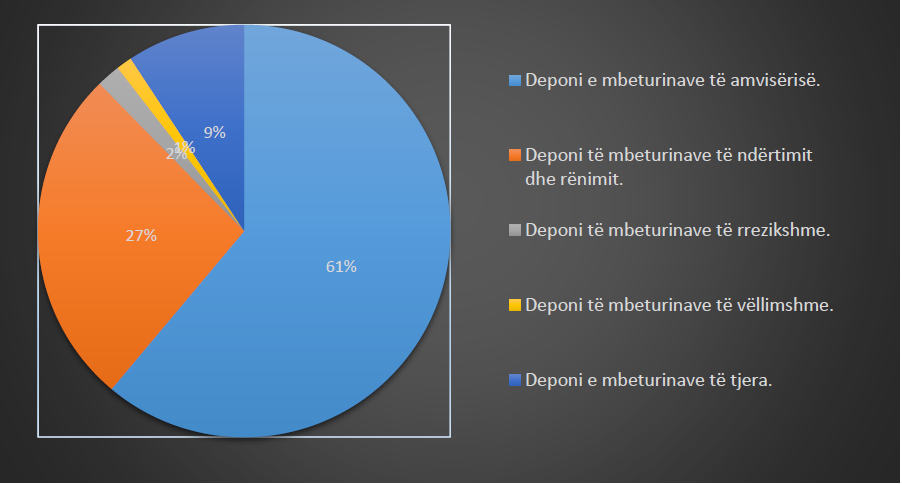 9%
1%
2%
27%
61%
Deponi e mbeturinave të amvisërisë.
Deponi të mbeturinave të ndërtimit
dhe rënimit.
Deponi të mbeturinave të rrezikshme.
Deponi të mbeturinave të vëllimshme.
Deponi e mbeturinave të tjera.